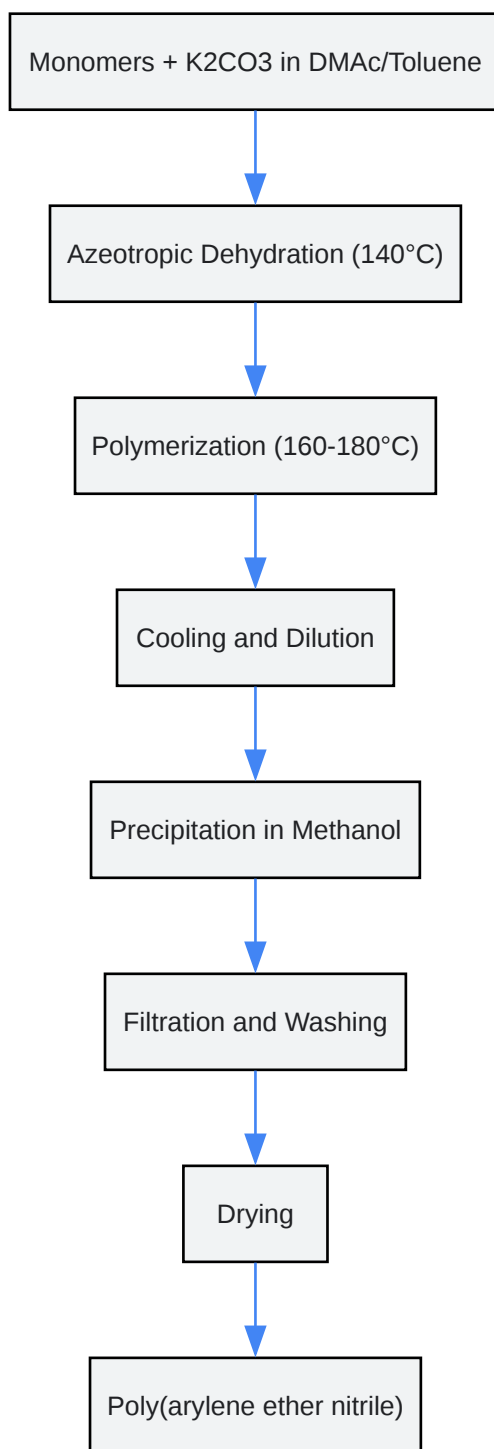 Monomers + K2CO3 in DMAc/Toluene
Azeotropic Dehydration (140°C)
Polymerization (160-180°C)
Cooling and Dilution
Precipitation in Methanol
Filtration and Washing
Drying
Poly(arylene ether nitrile)